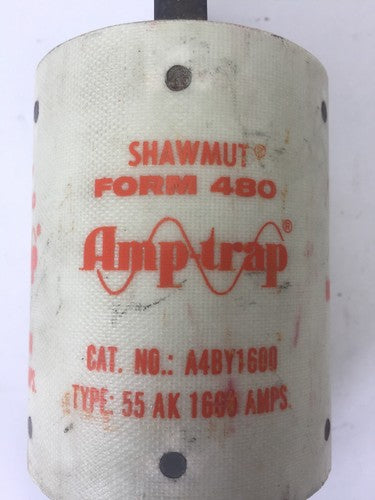 SHAWMUT®
FORM 480
Amp-trap®
CAT. NO.: A4BY1600
TYPE: 55 AK 1600 AMPS.